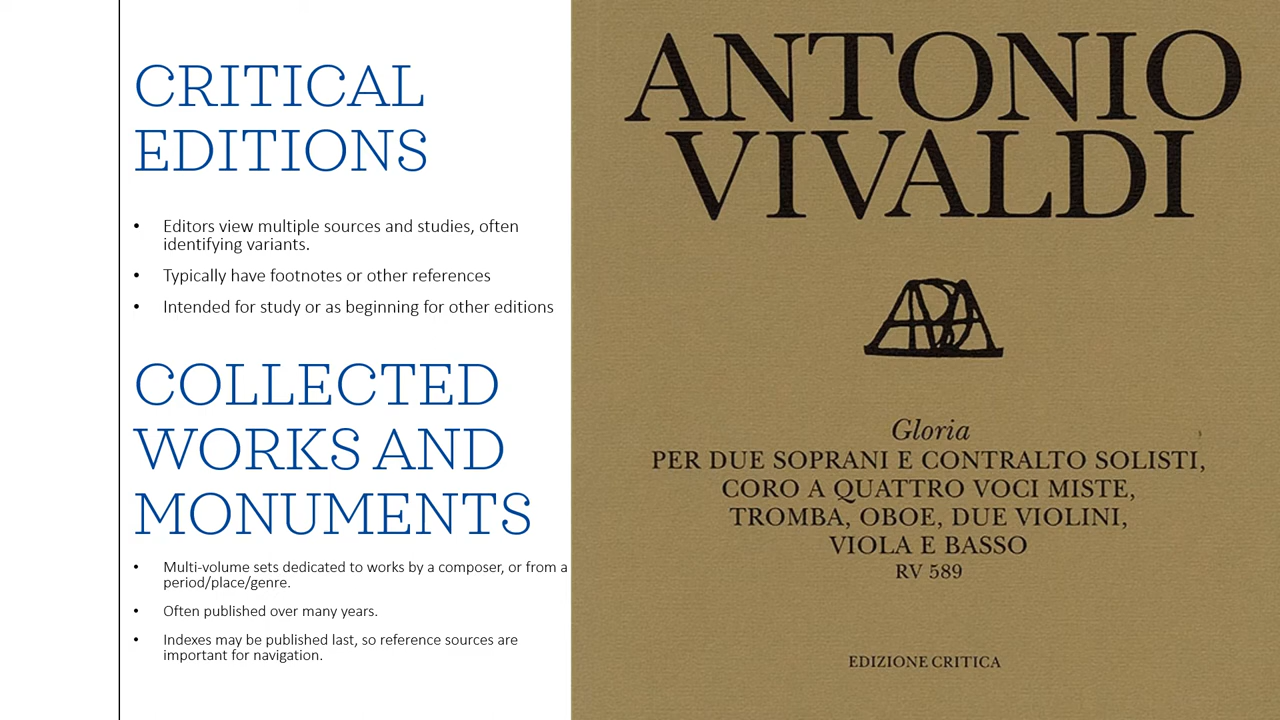 CRITICAL
EDITIONS
• Editors view multiple sources and studies, often
identifying variants.
• Typically have footnotes or other references
• Intended for study or as beginning for other editions
COLLECTED
WORKS AND
MONUMENTS
• Multi-volume sets dedicated to works by a composer, or from a
period/place/genre.
• Often published over many years.
• Indexes may be published last, so reference sources are
important for navigation.
ANTONIO
VIVALDI
Gloria
PER DUE SOPRANI E CONTRALTO SOLISTI,
CORO A QUATTRO VOCI MISTE,
TROMBA, OBOE, DUE VIOLINI,
VIOLA E BASSO
RV 589
EDIZIONE CRITICA